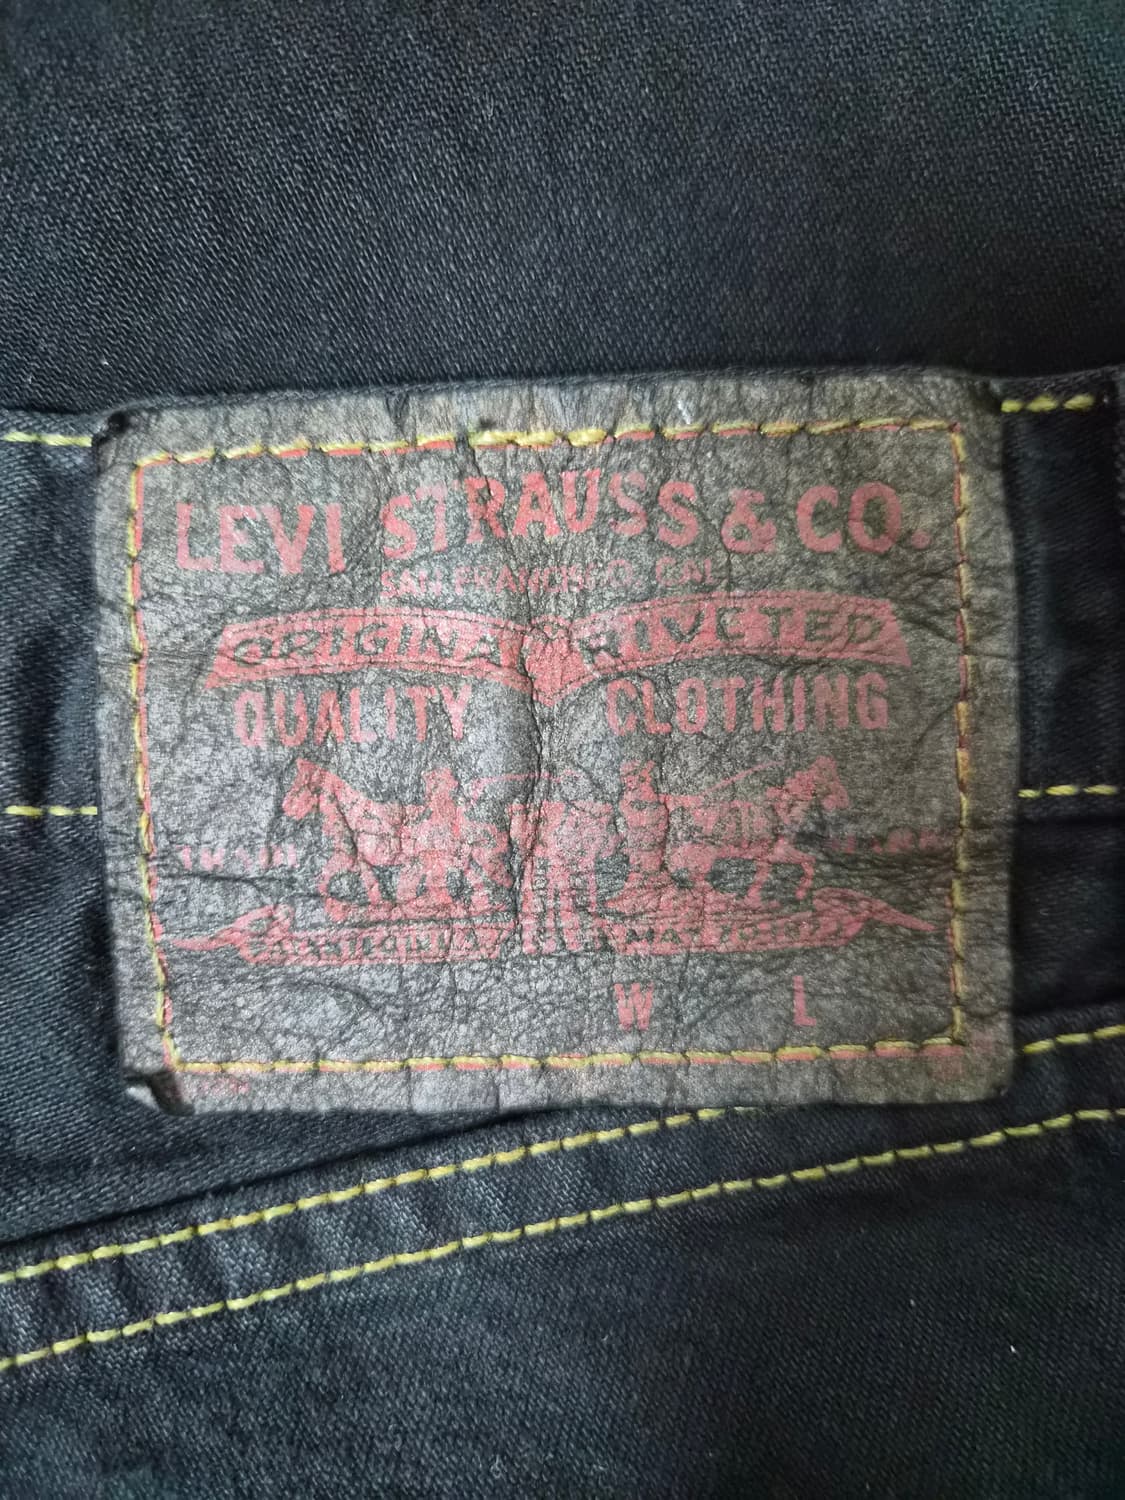 LEVI STRAUSS & CO.
SAN FRANCISCO, CAL
ORIGINAL RIVETED
QUALITY CLOTHING
W L